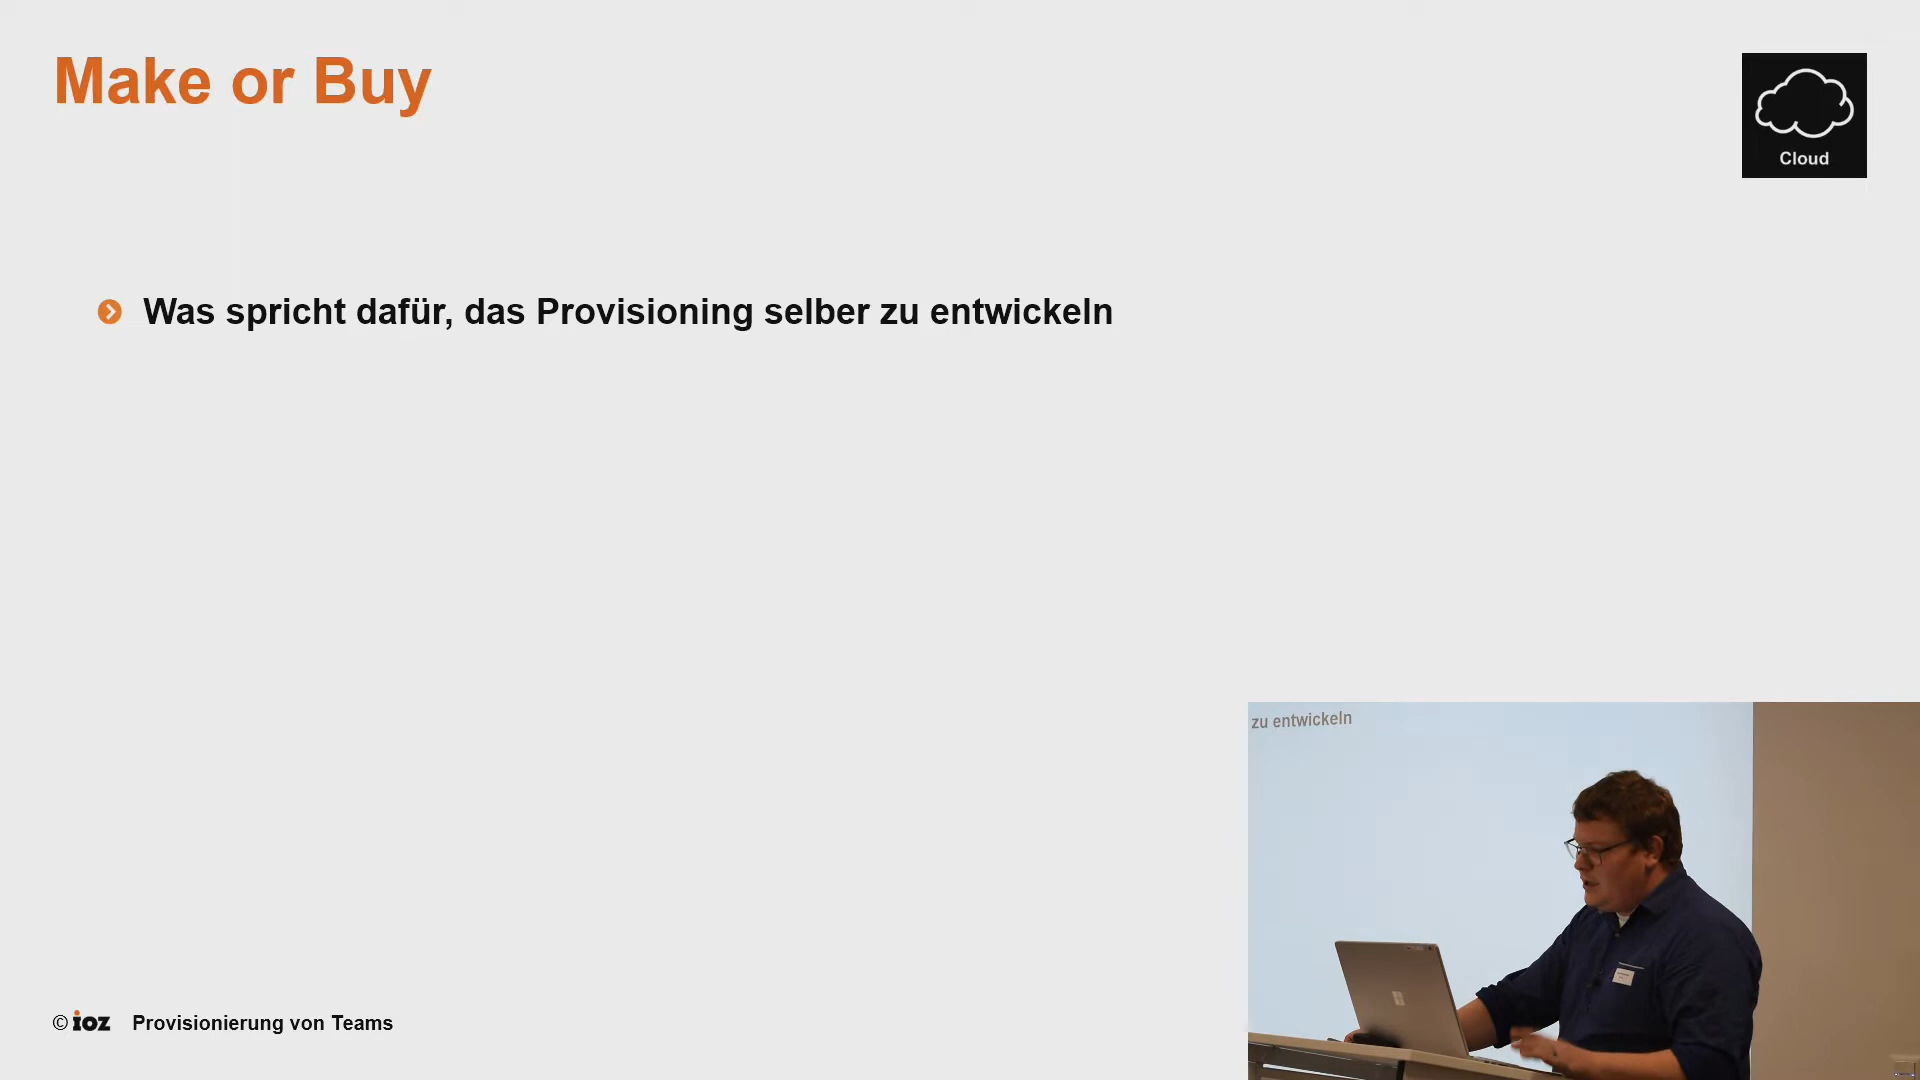 Make or Buy
Cloud
Was spricht dafür, das Provisioning selber zu entwickeln
zu entwickeln
© ioz Provisionierung von Teams